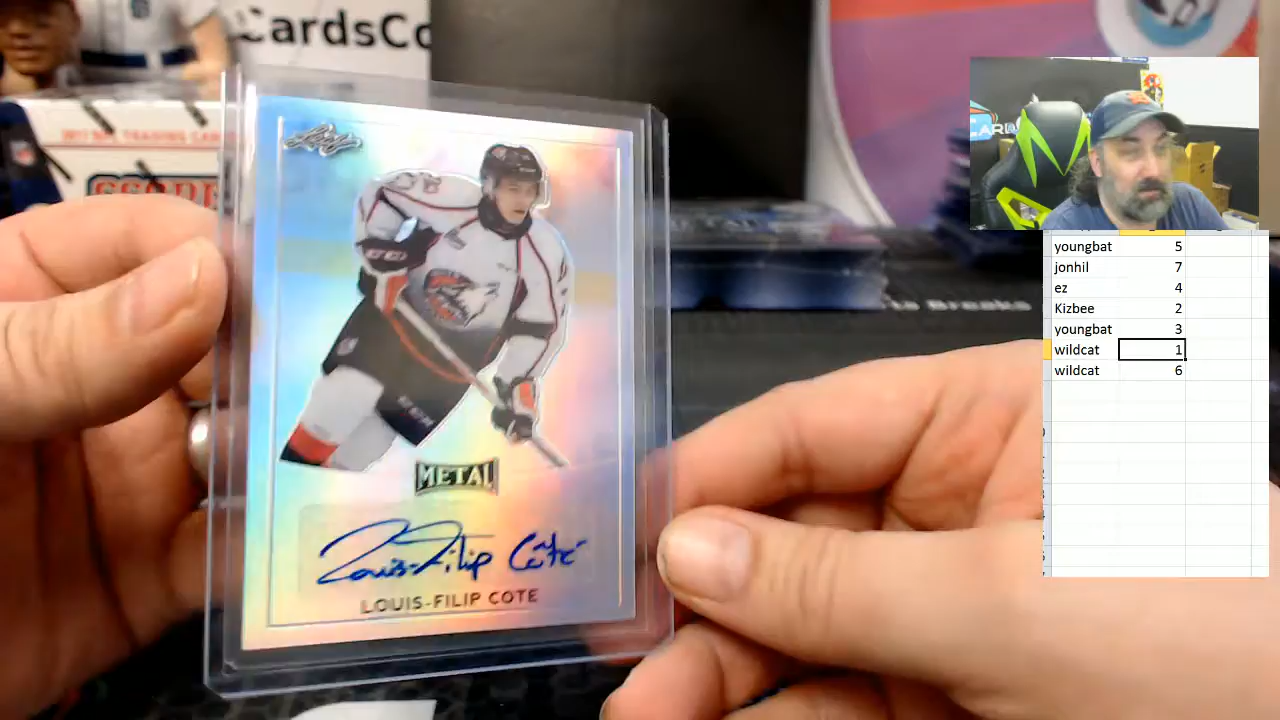 CardsCo
Leaf
METAL
Louis-Filip Côté
LOUIS-FILIP COTE
youngbat 5
jonhil 7
ez 4
Kizbee 2
youngbat 3
wildcat 1
wildcat 6